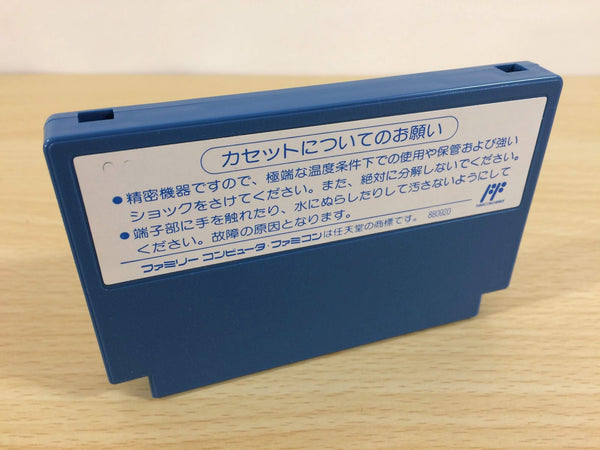 カセットについてのお願い
●精密機器ですので、極端な温度条件下での使用や保管および強い
ショックをさけてください。また、絶対に分解しないでください。
●端子部に手を触れたり、水にぬらしたりして汚さないようにして
ください。故障の原因となります。
ファミリー コンピュータ・ファミコンは任天堂の商標です。 880920